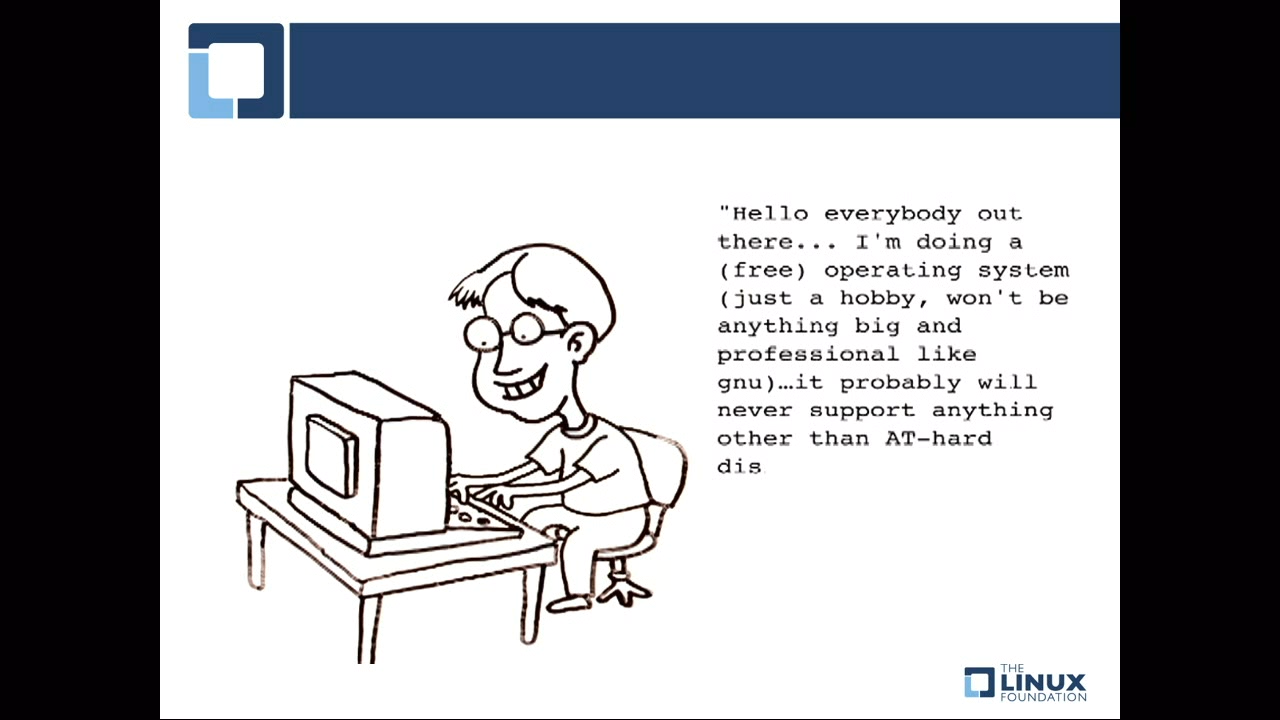 "Hello everybody out
there... I'm doing a
(free) operating system
(just a hobby, won't be
anything big and
professional like
gnu)…it probably will
never support anything
other than AT-hard
dis
THE
LINUX
FOUNDATION